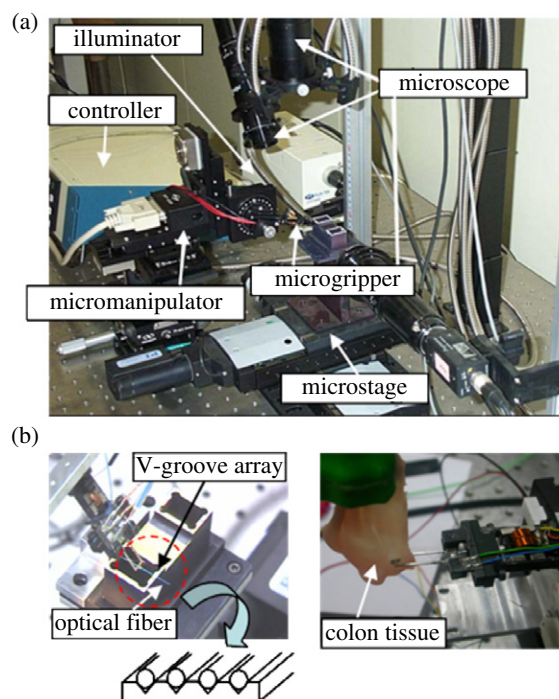 (a)
illuminator
microscope
controller
microgripper
micromanipulator
microstage
(b)
V-groove array
optical fiber
colon tissue